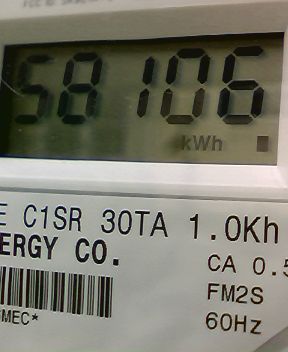 58106
kWh
E C1SR 30TA 1.0Kh
ERGY CO.
CA 0.5
FM2S
MEC*
60Hz